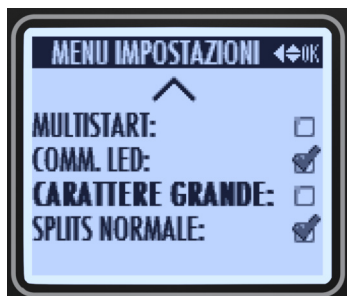 MENU IMPOSTAZIONI OK
MULTISTART:
COMM. LED:
CARATTERE GRANDE:
SPLITS NORMALE: